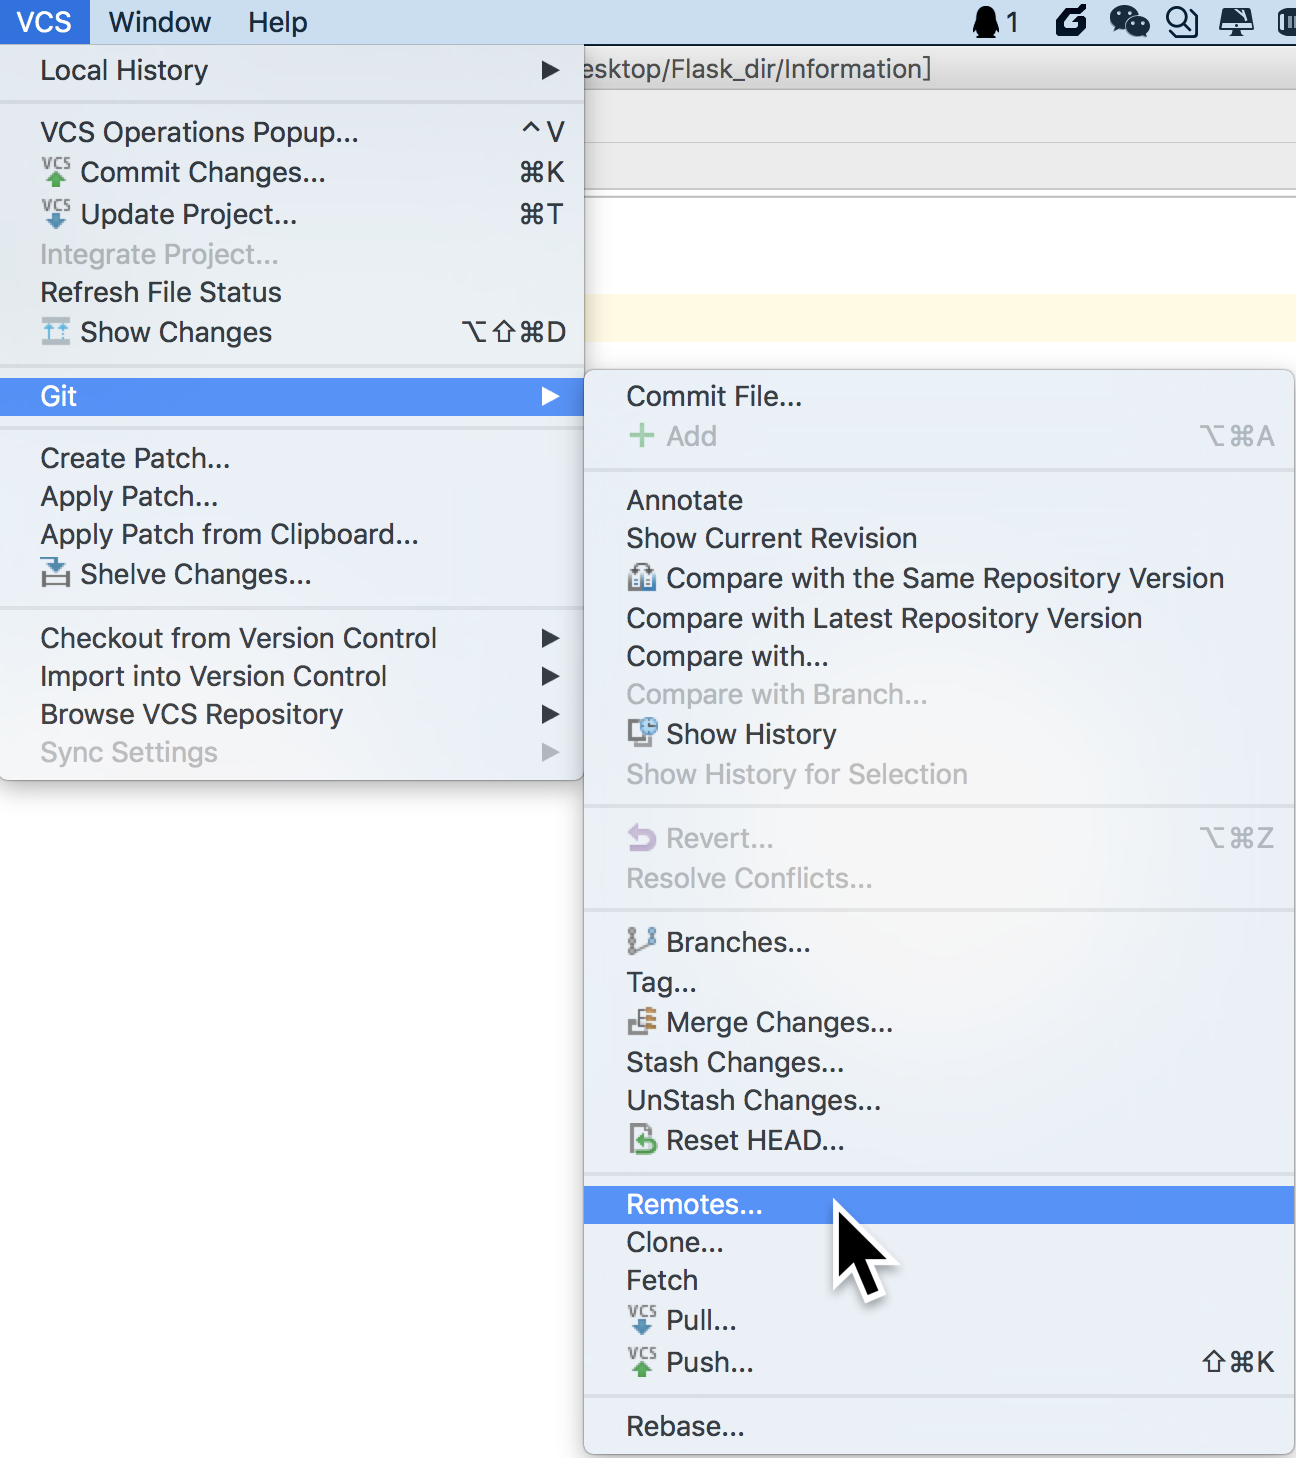 VCS Window Help 1
esktop/Flask_dir/Information]
Local History
VCS Operations Popup... ^V
VCS Commit Changes... ⌘K
VCS Update Project... ⌘T
Integrate Project...
Refresh File Status
Show Changes ⌥⇧⌘D
Git
Create Patch...
Apply Patch...
Apply Patch from Clipboard...
Shelve Changes...
Checkout from Version Control
Import into Version Control
Browse VCS Repository
Sync Settings
Commit File...
Add ⌥⌘A
Annotate
Show Current Revision
Compare with the Same Repository Version
Compare with Latest Repository Version
Compare with...
Compare with Branch...
Show History
Show History for Selection
Revert... ⌥⌘Z
Resolve Conflicts...
Branches...
Tag...
Merge Changes...
Stash Changes...
UnStash Changes...
Reset HEAD...
Remotes...
Clone...
Fetch
VCS Pull...
VCS Push... ⇧⌘K
Rebase...